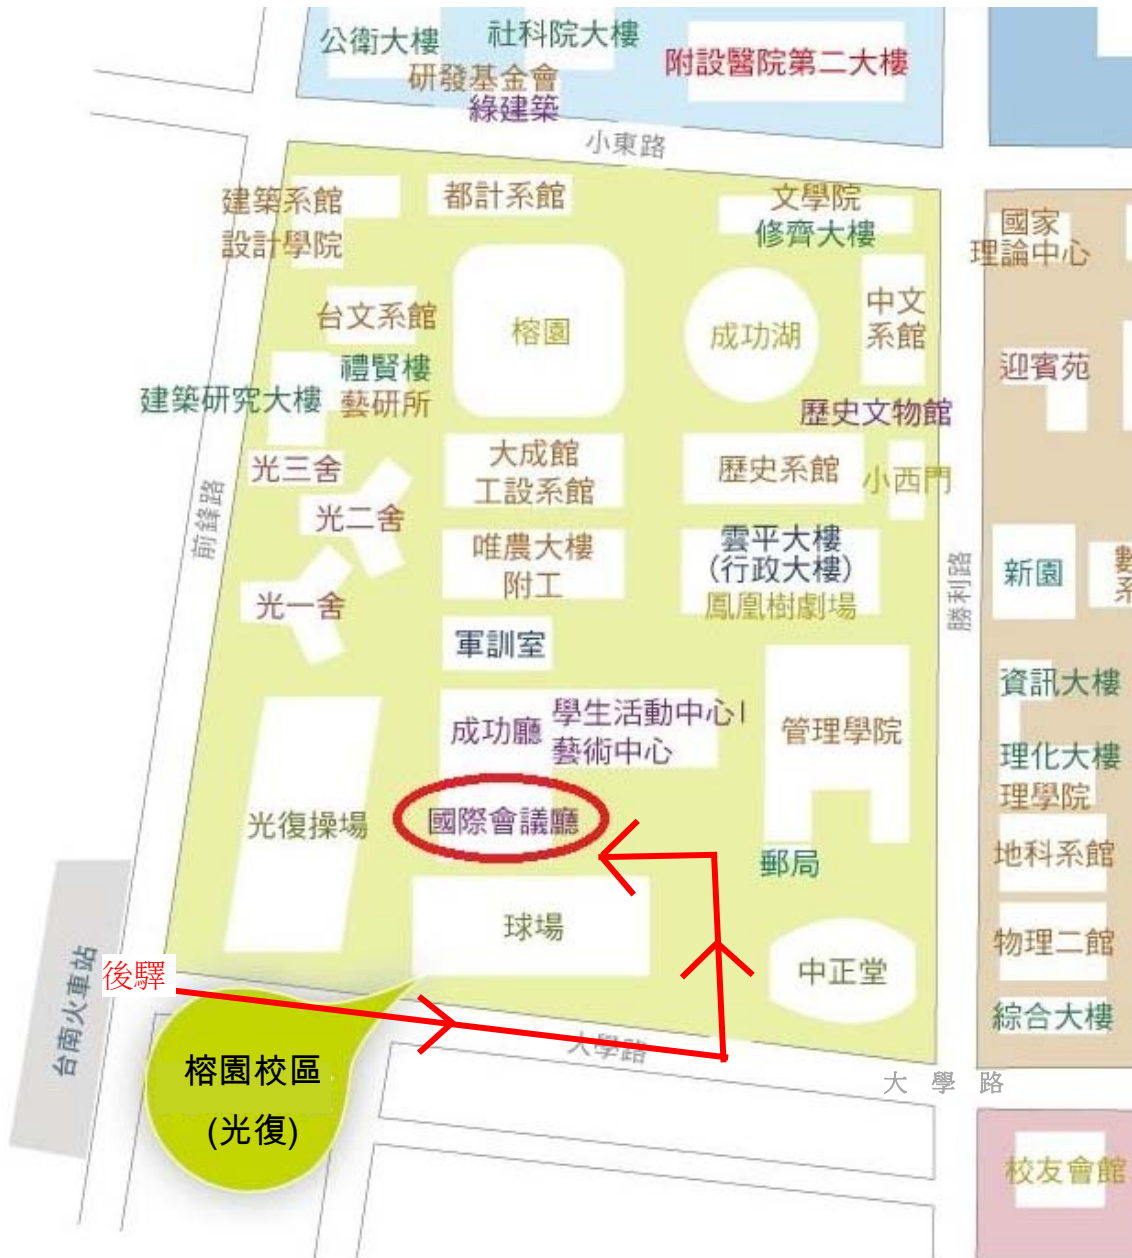 公衛大樓
社科院大樓
研發基金會
綠建築
附設醫院第二大樓
小東路
建築系館
設計學院
都計系館
文學院
修齊大樓
國家
理論中心
台文系館
榕園
成功湖
中文
系館
禮賢樓
藝研所
建築研究大樓
迎賓苑
歷史文物館
光三舍
大成館
工設系館
歷史系館
小西門
光二舍
前鋒路
唯農大樓
附工
雲平大樓
(行政大樓)
鳳凰樹劇場
勝利路
新園
數
系
光一舍
軍訓室
資訊大樓
成功廳
學生活動中心I
藝術中心
管理學院
理化大樓
理學院
光復操場
國際會議廳
郵局
地科系館
球場
物理二館
中正堂
後驛
台南火車站
綜合大樓
大學路
大學路
榕園校區
(光復)
校友會館